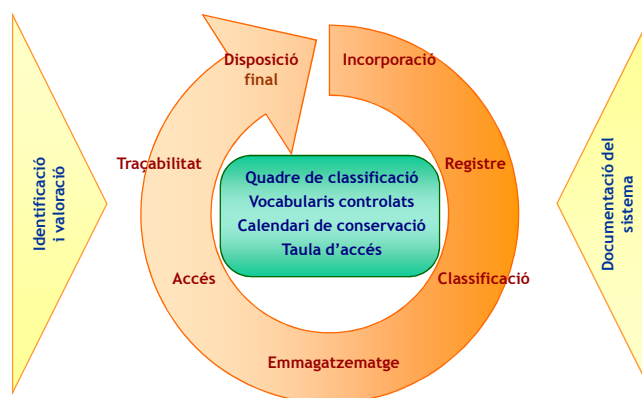 Identificació
i valoració
Disposició
final
Incorporació
Traçabilitat
Registre
Quadre de classificació
Vocabularis controlats
Calendari de conservació
Taula d'accés
Accés
Classificació
Emmagatzematge
Documentació del
sistema